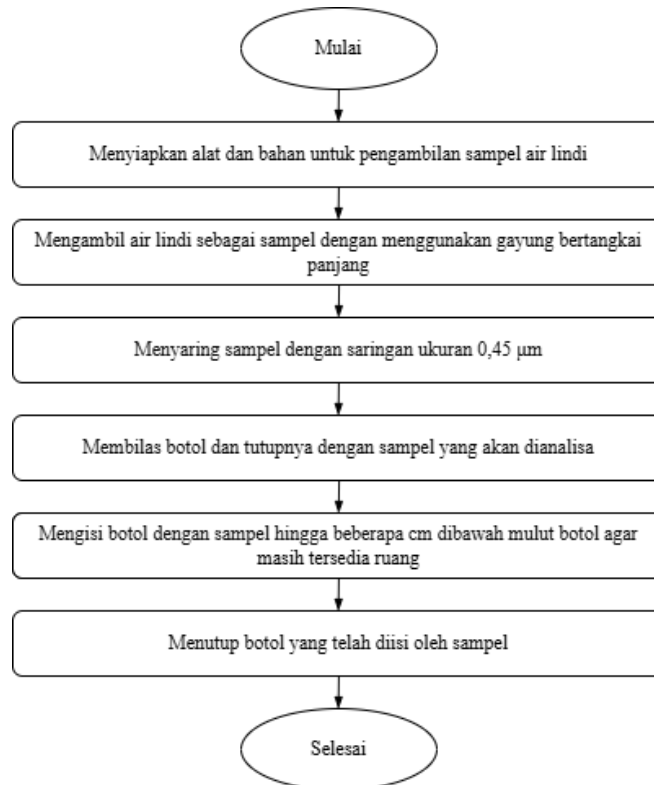 Mulai
Menyiapkan alat dan bahan untuk pengambilan sampel air lindi
Mengambil air lindi sebagai sampel dengan menggunakan gayung bertangkai
panjang
Menyaring sampel dengan saringan ukuran 0,45 μm
Membilas botol dan tutupnya dengan sampel yang akan dianalisa
Mengisi botol dengan sampel hingga beberapa cm dibawah mulut botol agar
masih tersedia ruang
Menutup botol yang telah diisi oleh sampel
Selesai